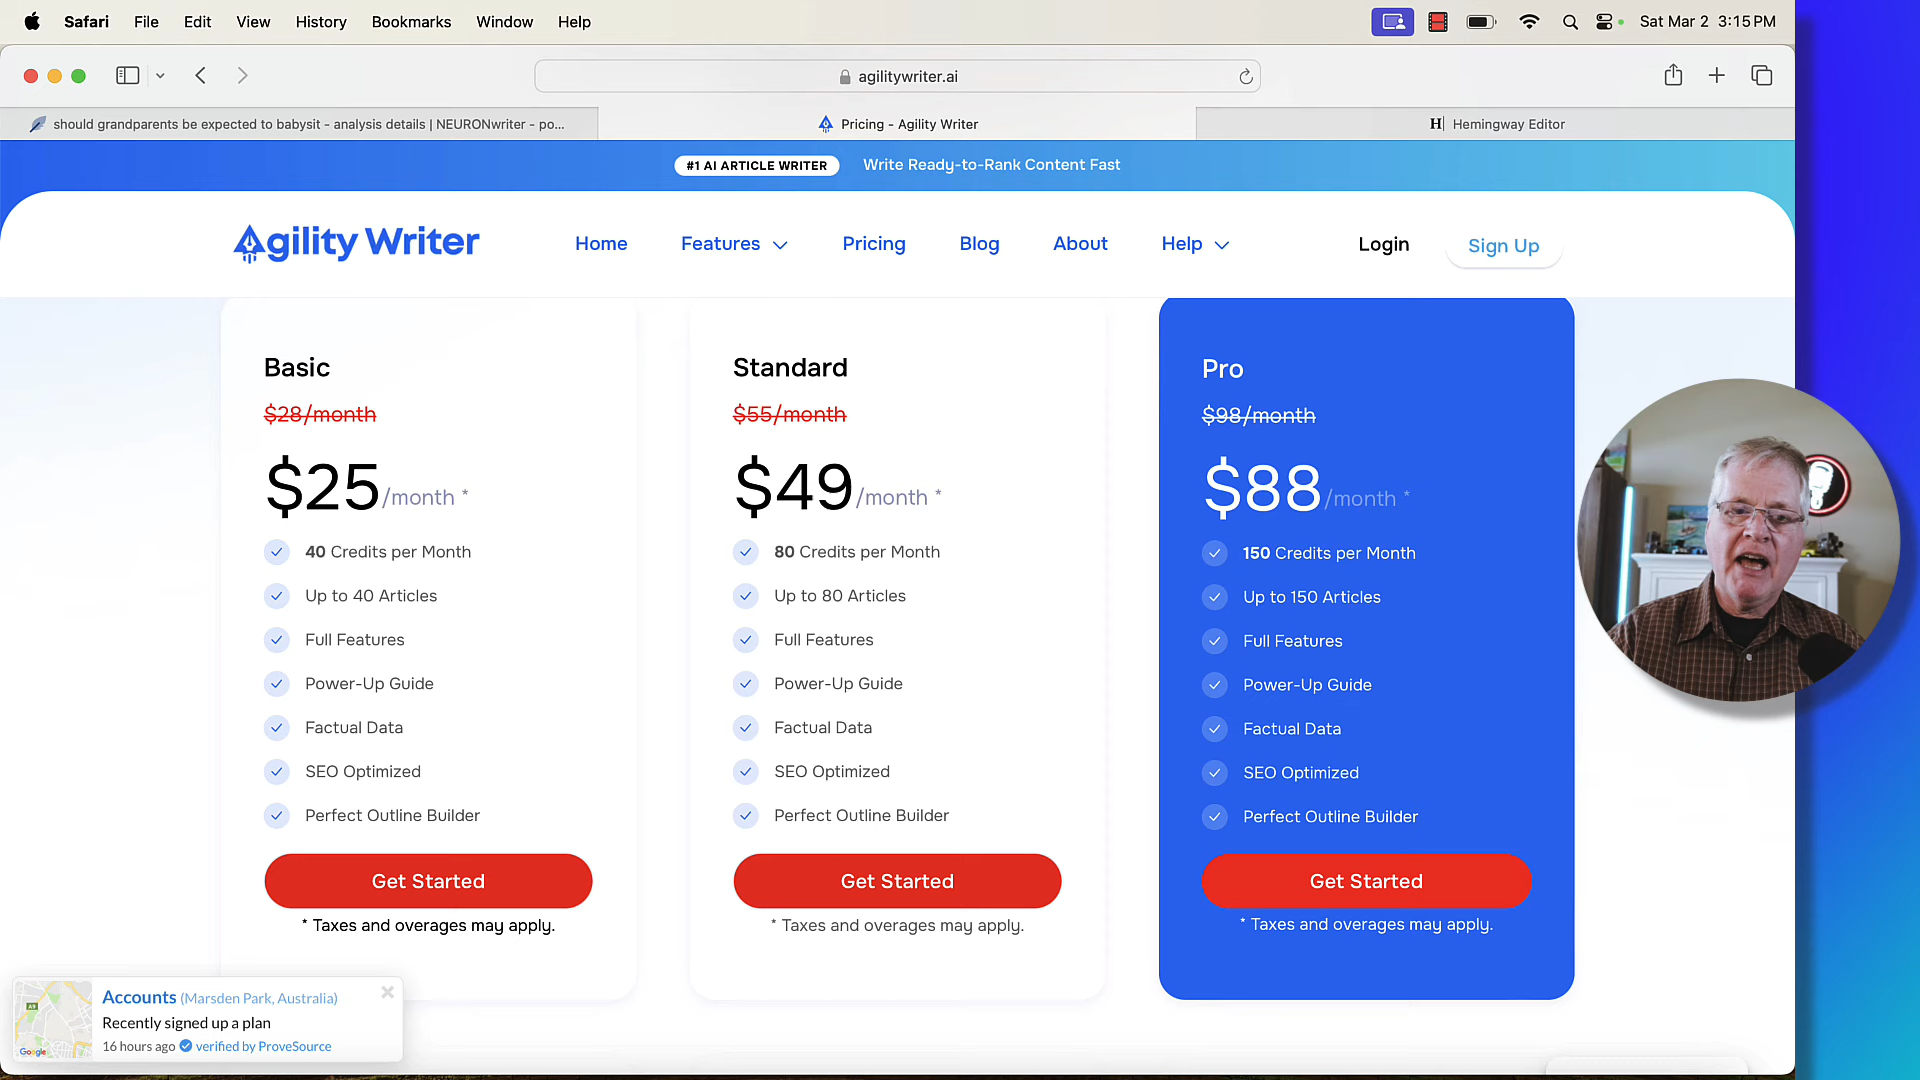 Safari File Edit View History Bookmarks Window Help Sat Mar 2 3:15 PM
agilitywriter.ai
should grandparents be expected to babysit - analysis details | NEURONwriter - po...
Pricing - Agility Writer
H Hemingway Editor
#1 AI ARTICLE WRITER Write Ready-to-Rank Content Fast
Agility Writer Home Features Pricing Blog About Help Login Sign Up
Basic
$28/month
$25/month *
40 Credits per Month
Up to 40 Articles
Full Features
Power-Up Guide
Factual Data
SEO Optimized
Perfect Outline Builder
Get Started
* Taxes and overages may apply.
Standard
$55/month
$49/month *
80 Credits per Month
Up to 80 Articles
Full Features
Power-Up Guide
Factual Data
SEO Optimized
Perfect Outline Builder
Get Started
* Taxes and overages may apply.
Pro
$98/month
$88/month *
150 Credits per Month
Up to 150 Articles
Full Features
Power-Up Guide
Factual Data
SEO Optimized
Perfect Outline Builder
Get Started
* Taxes and overages may apply.
Accounts (Marsden Park, Australia)
Recently signed up a plan
16 hours ago verified by ProveSource
A9
Google